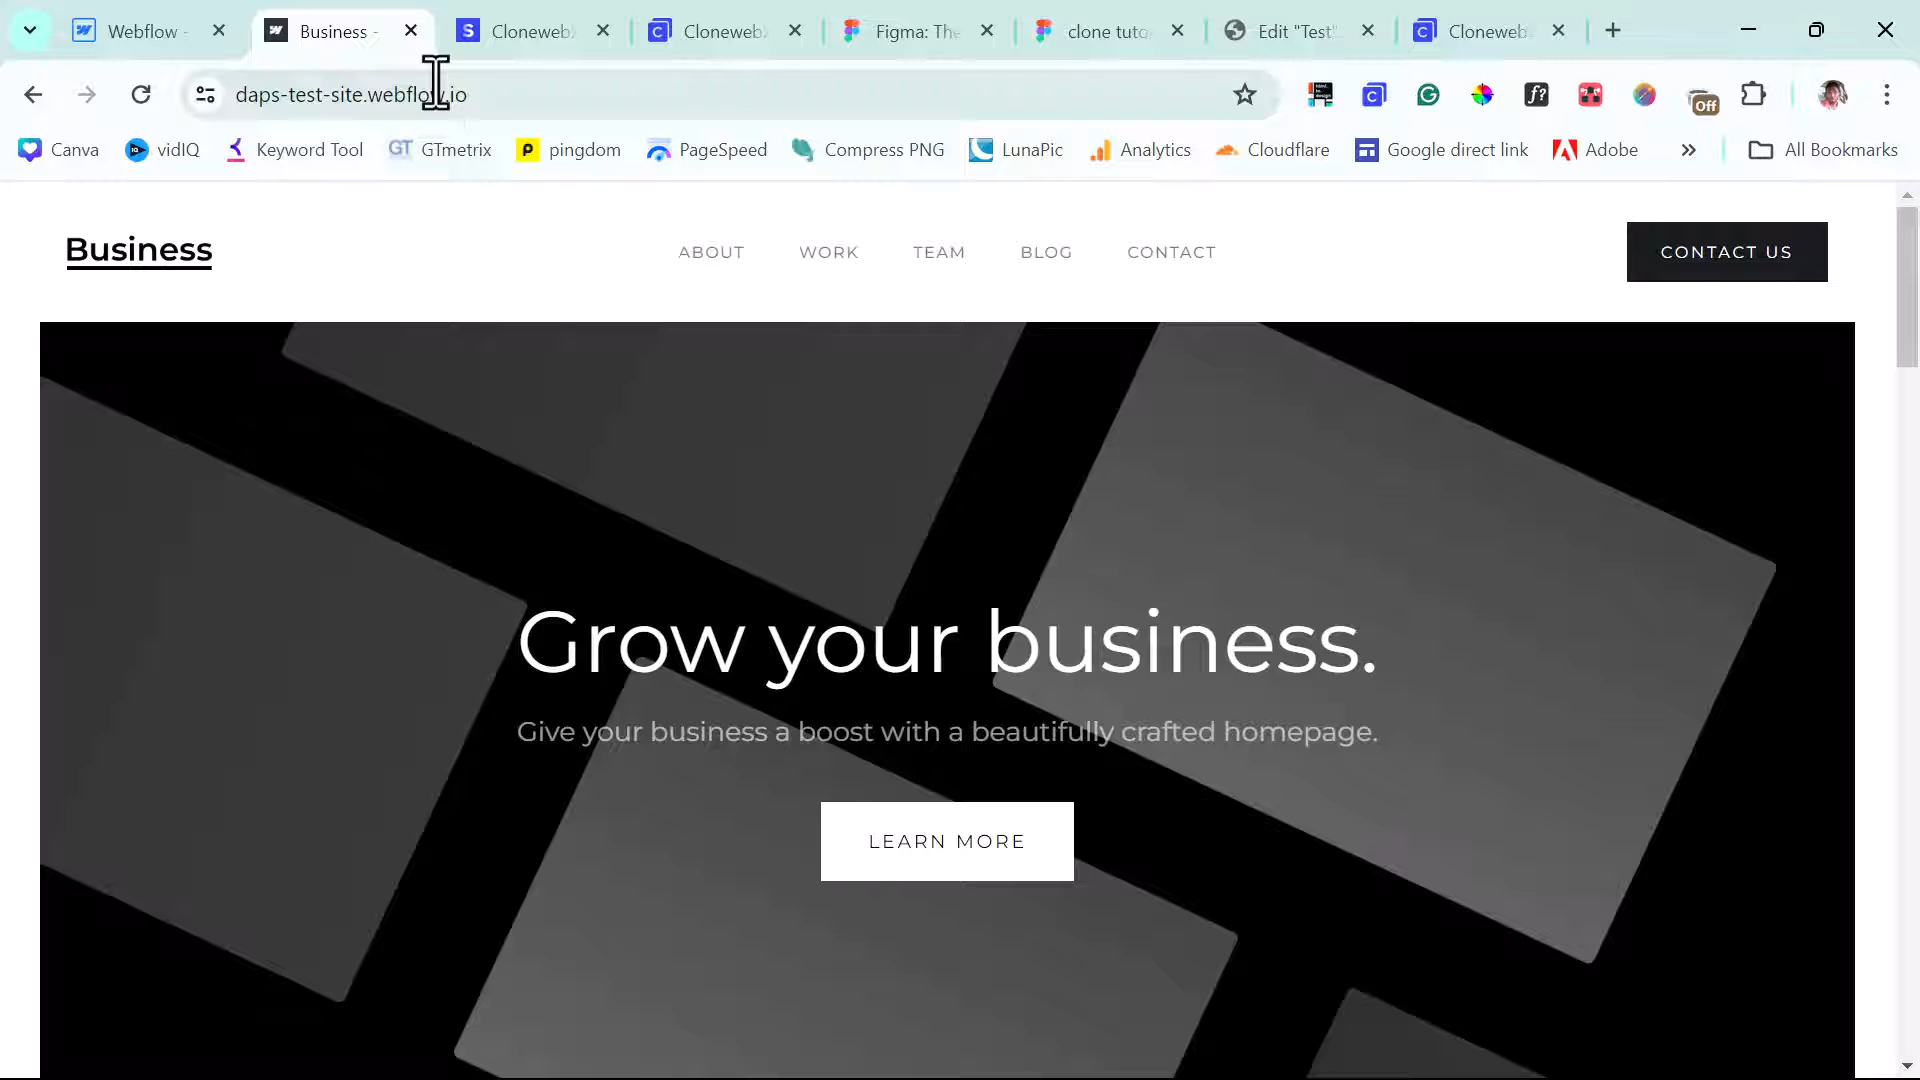 Webflow -
Business -
Cloneweb
Cloneweb
Figma: The
clone tuto
Edit "Test"
Cloneweb
daps-test-site.webflow.io
Off
Canva
vidIQ
Keyword Tool
GT GTmetrix
pingdom
PageSpeed
Compress PNG
LunaPic
Analytics
Cloudflare
Google direct link
Adobe
All Bookmarks
Business
ABOUT
WORK
TEAM
BLOG
CONTACT
CONTACT US
Grow your business.
Give your business a boost with a beautifully crafted homepage.
LEARN MORE